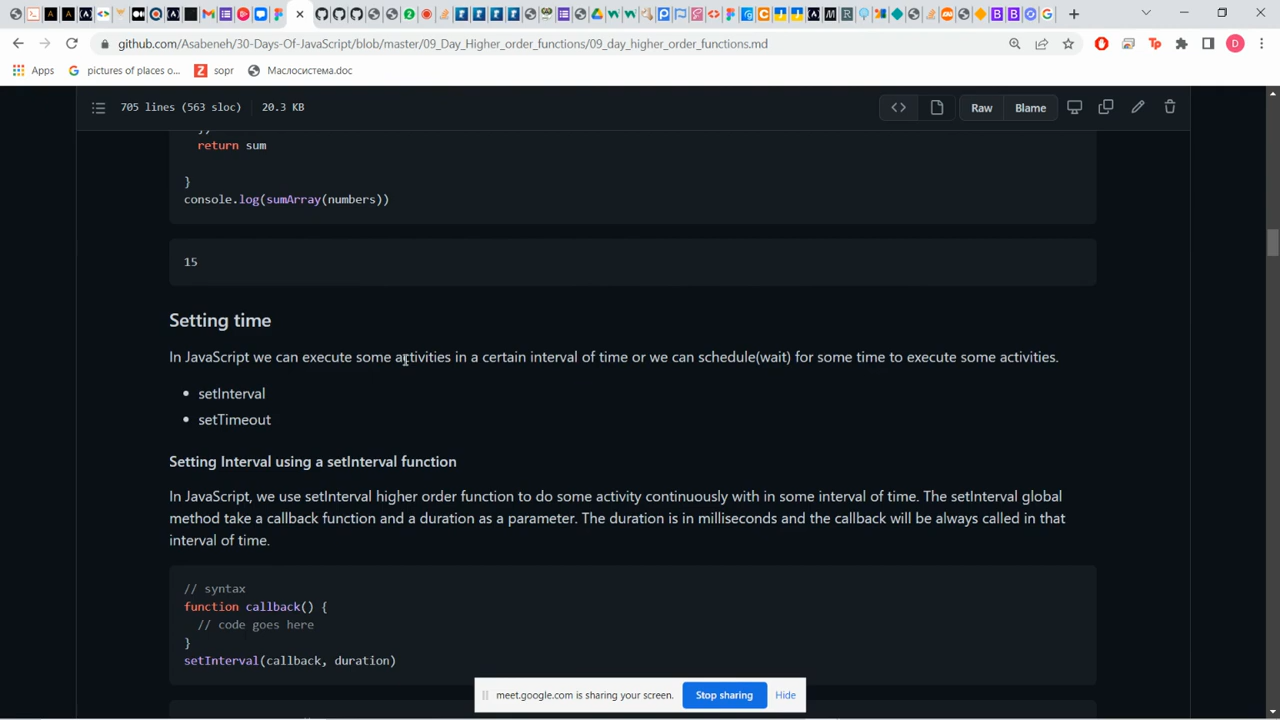 github.com/Asabeneh/30-Days-Of-JavaScript/blob/master/09_Day_Higher_order_functions/09_day_higher_order_functions.md
Apps
pictures of places o...
sopr
Маслосистема.doc
705 lines (563 sloc)
20.3 KB
Raw
Blame
return sum
}
console.log(sumArray(numbers))
15
Setting time
In JavaScript we can execute some activities in a certain interval of time or we can schedule(wait) for some time to execute some activities.
• setInterval
• setTimeout
Setting Interval using a setInterval function
In JavaScript, we use setInterval higher order function to do some activity continuously with in some interval of time. The setInterval global
method take a callback function and a duration as a parameter. The duration is in milliseconds and the callback will be always called in that
interval of time.
// syntax
function callback() {
// code goes here
}
setInterval(callback, duration)
meet.google.com is sharing your screen.
Stop sharing
Hide